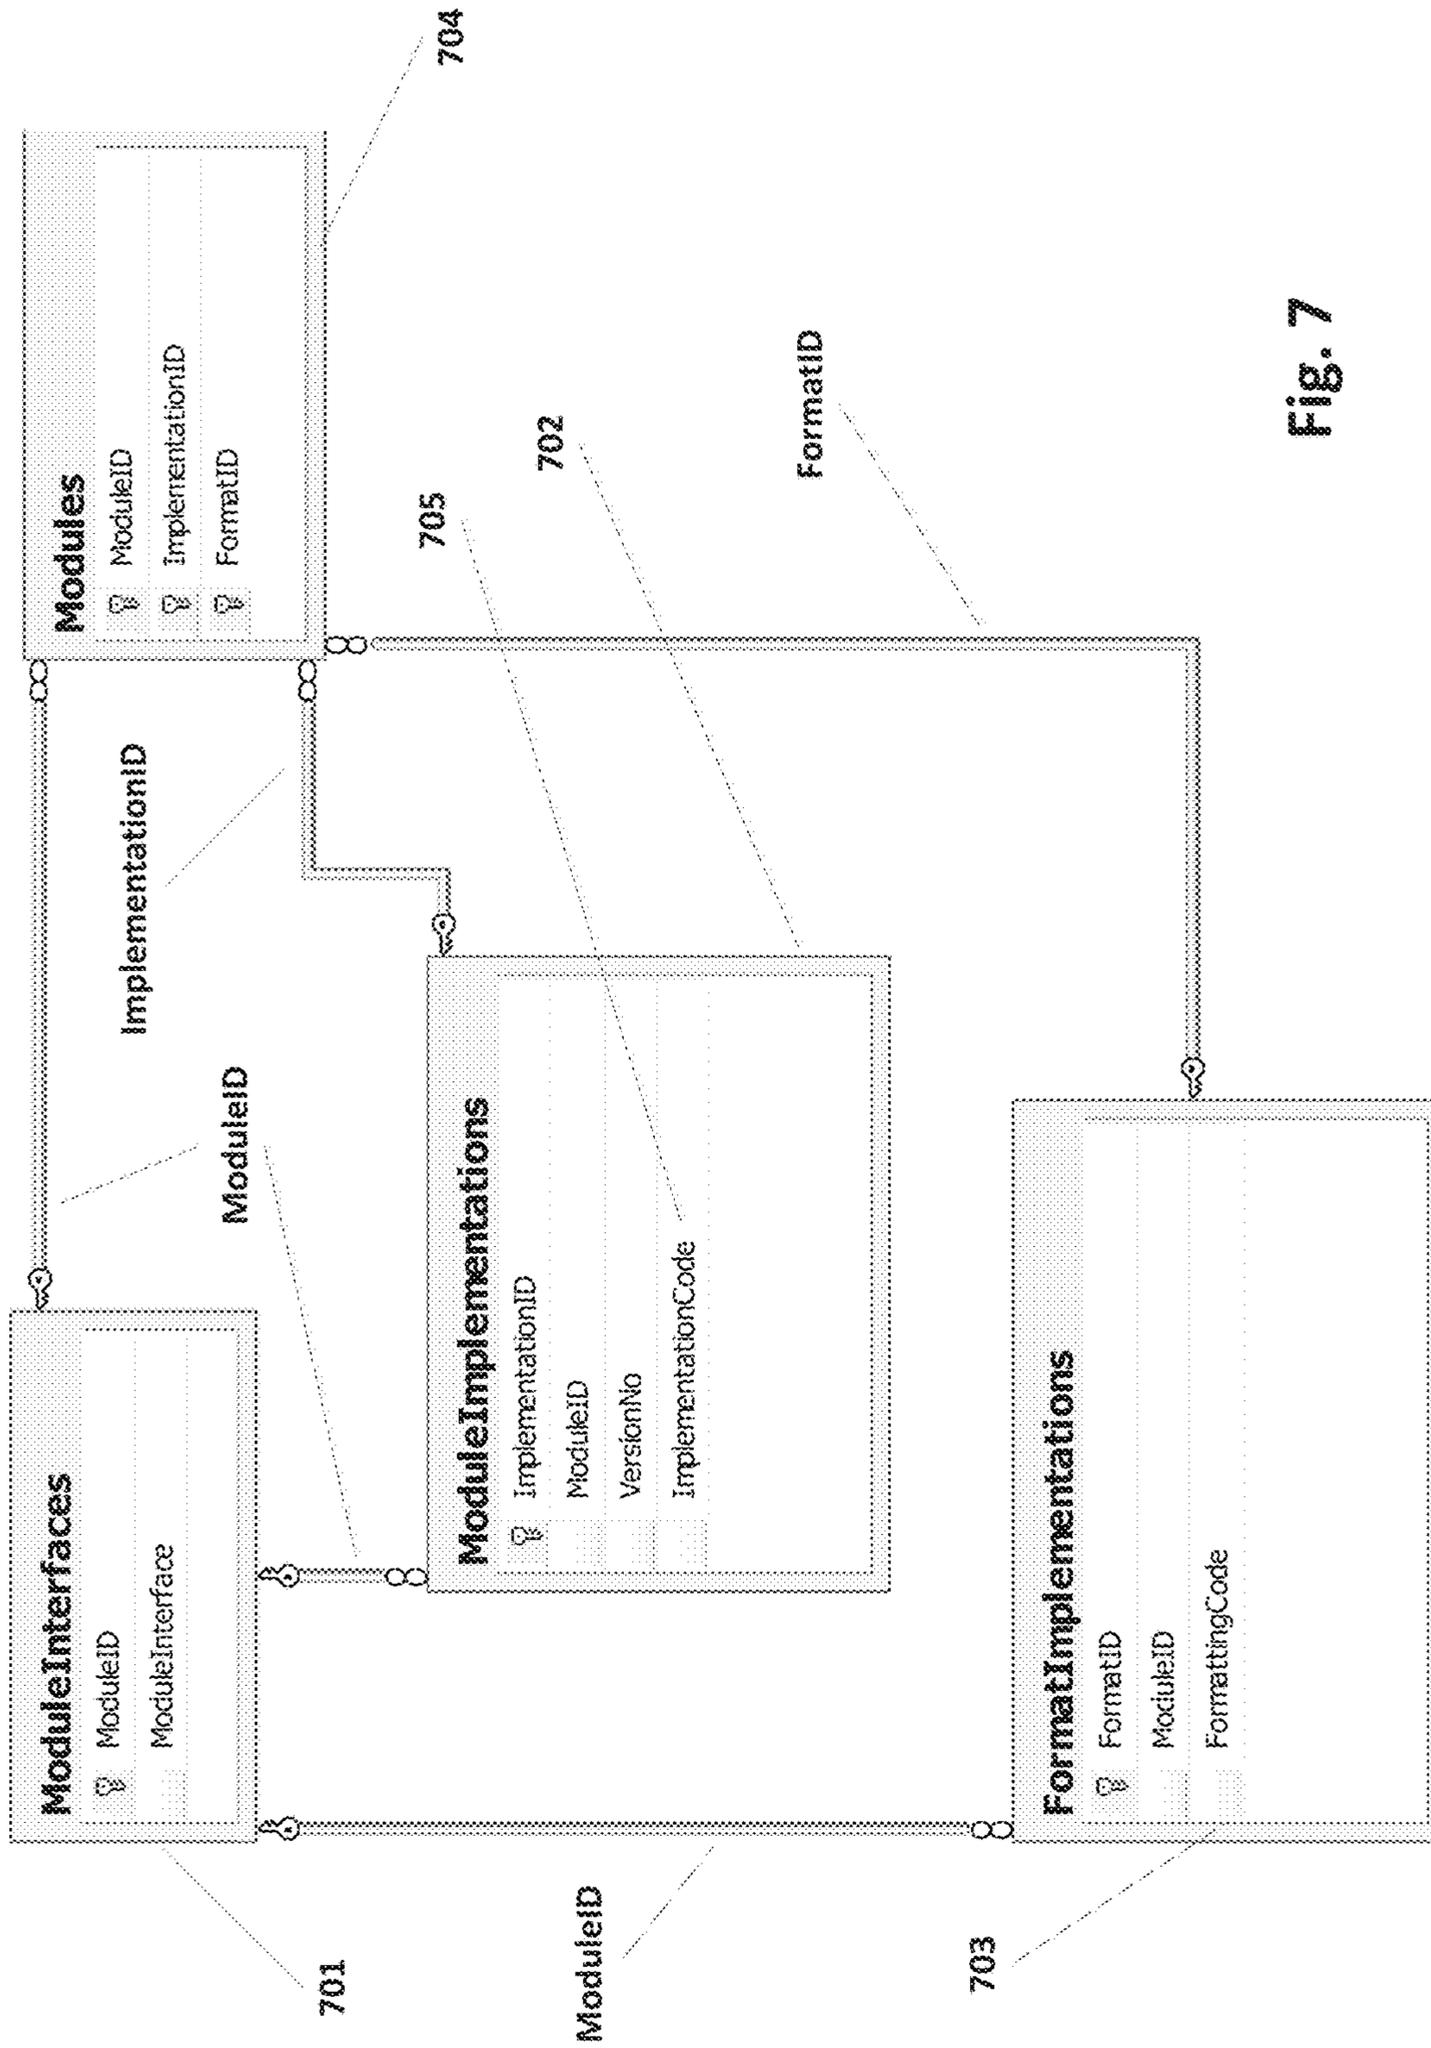 ModuleInterfaces
ModuleID
ModuleInterface
701
ModuleID
ImplementationID
Modules
ModuleID
ImplementationID
FormatID
704
ModuleImplementations
ImplementationID
ModuleID
VersionNo
ImplementationCode
705
702
ModuleID
FormatID
FormatImplementations
FormatID
ModuleID
FormattingCode
703
Fig. 7